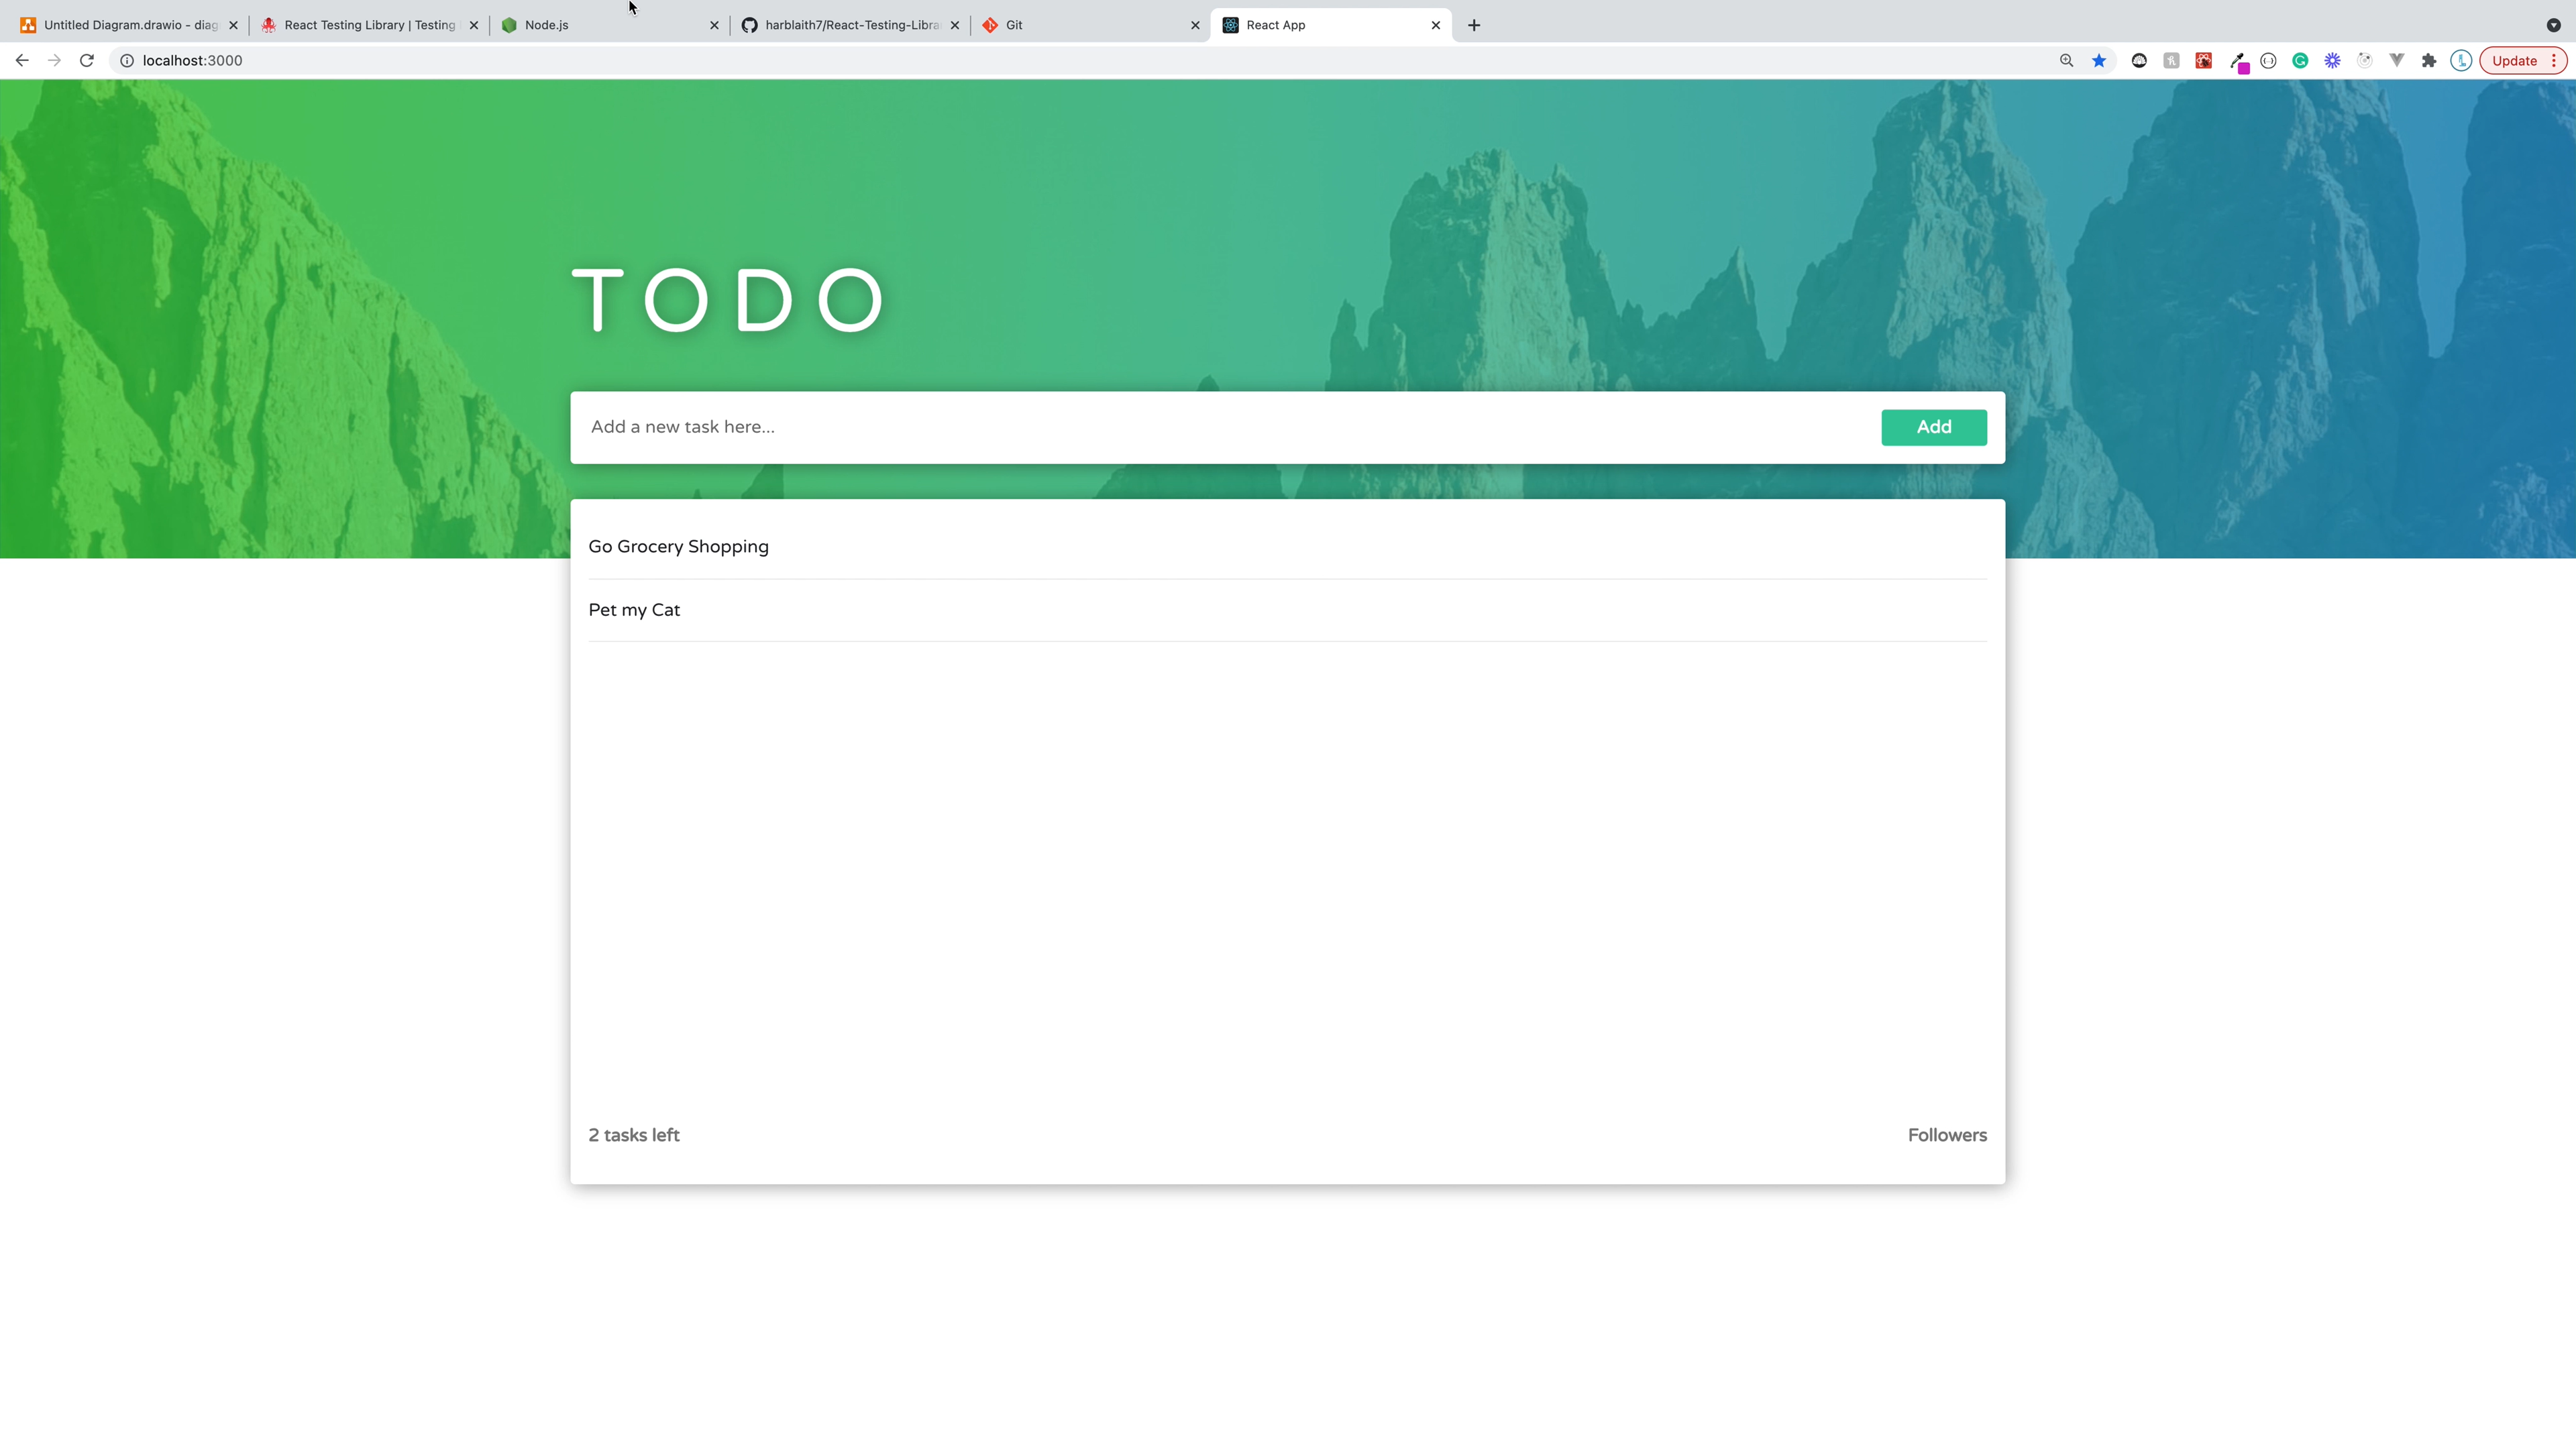 Untitled Diagram.drawio - diag
React Testing Library | Testing
Node.js
harblaith7/React-Testing-Libra
Git
React App
localhost:3000
Update
TODO
Add a new task here...
Add
Go Grocery Shopping
Pet my Cat
2 tasks left
Followers